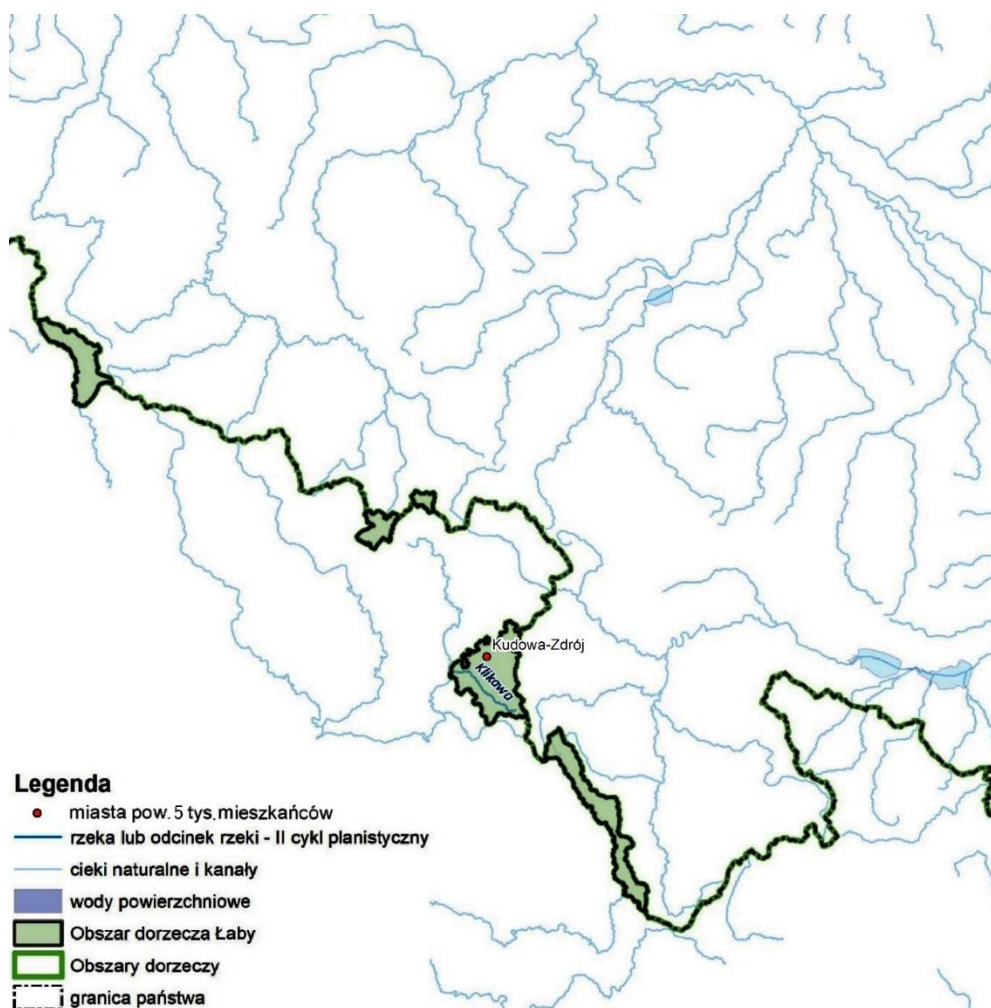 Kudowa-Zdrój
Klikawa
Legenda
miasta pow. 5 tys. mieszkańców
rzeka lub odcinek rzeki - II cykl planistyczny
cieki naturalne i kanały
wody powierzchniowe
Obszar dorzecza Łaby
Obszary dorzeczy
granica państwa